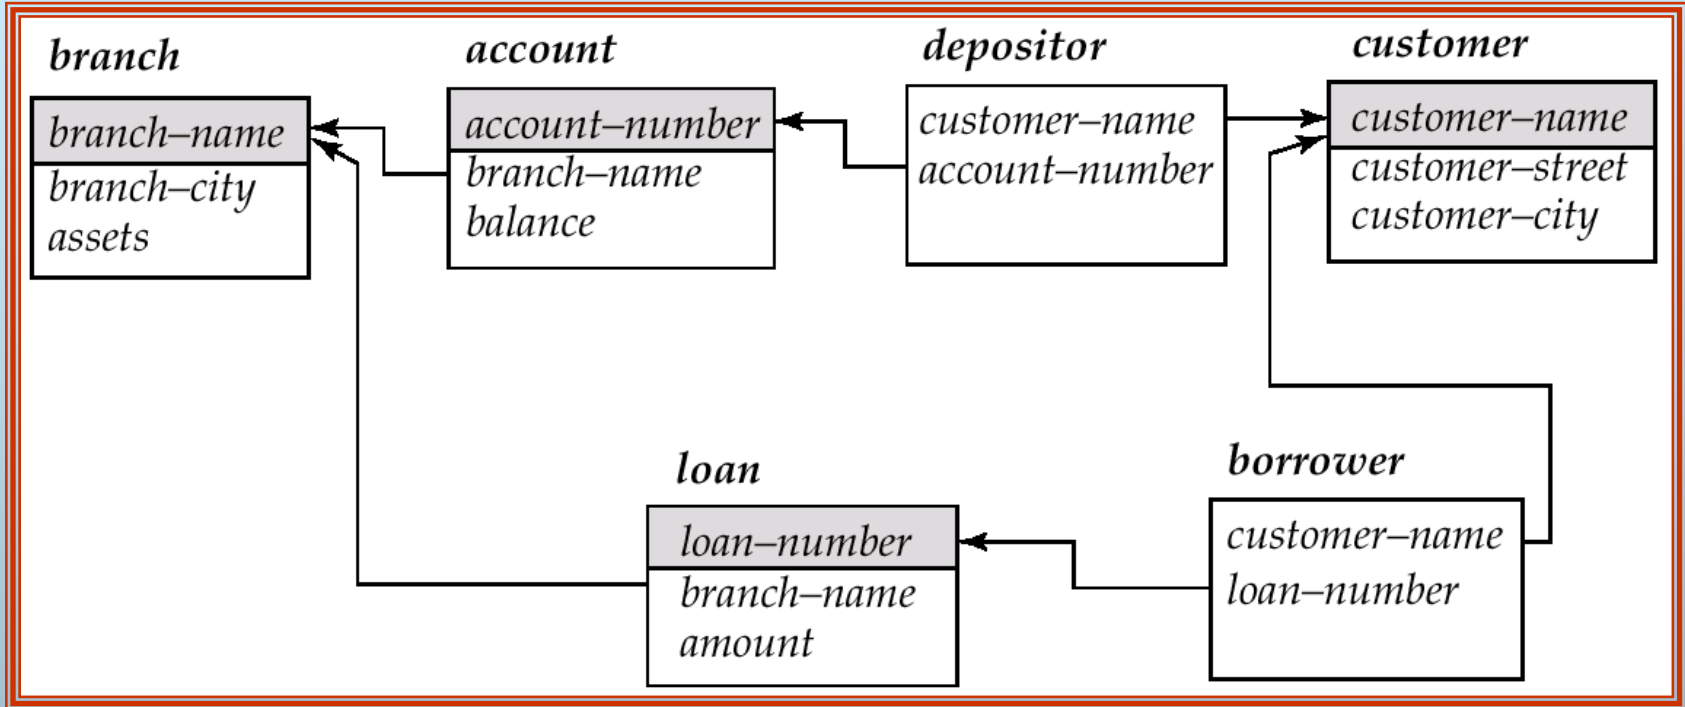 branch
branch–name
branch–city
assets
account
account–number
branch–name
balance
depositor
customer–name
account–number
customer
customer–name
customer–street
customer–city
loan
loan–number
branch–name
amount
borrower
customer–name
loan–number